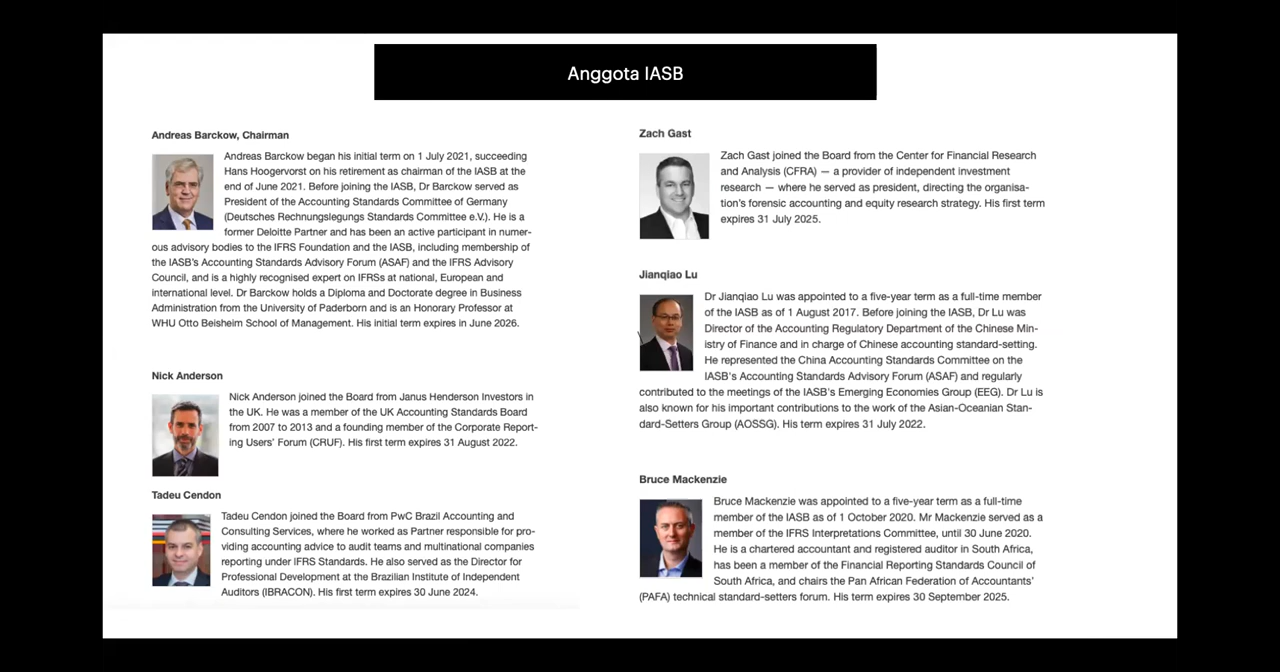 Anggota IASB
Andreas Barckow, Chairman
Andreas Barckow began his initial term on 1 July 2021, succeeding
Hans Hoogervorst on his retirement as chairman of the IASB at the
end of June 2021. Before joining the IASB, Dr Barckow served as
President of the Accounting Standards Committee of Germany
(Deutsches Rechnungslegungs Standards Committee e.V.). He is a
former Deloitte Partner and has been an active participant in numer-
ous advisory bodies to the IFRS Foundation and the IASB, including membership of
the IASB's Accounting Standards Advisory Forum (ASAF) and the IFRS Advisory
Council, and is a highly recognised expert on IFRSs at national, European and
international level. Dr Barckow holds a Diploma and Doctorate degree in Business
Administration from the University of Paderborn and is an Honorary Professor at
WHU Otto Beisheim School of Management. His initial term expires in June 2026.
Nick Anderson
Nick Anderson joined the Board from Janus Henderson Investors in
the UK. He was a member of the UK Accounting Standards Board
from 2007 to 2013 and a founding member of the Corporate Report-
ing Users' Forum (CRUF). His first term expires 31 August 2022.
Tadeu Cendon
Tadeu Cendon joined the Board from PwC Brazil Accounting and
Consulting Services, where he worked as Partner responsible for pro-
viding accounting advice to audit teams and multinational companies
reporting under IFRS Standards. He also served as the Director for
Professional Development at the Brazilian Institute of Independent
Auditors (IBRACON). His first term expires 30 June 2024.
Zach Gast
Zach Gast joined the Board from the Center for Financial Research
and Analysis (CFRA) — a provider of independent investment
research — where he served as president, directing the organisa-
tion's forensic accounting and equity research strategy. His first term
expires 31 July 2025.
Jianqiao Lu
Dr Jianqiao Lu was appointed to a five-year term as a full-time member
of the IASB as of 1 August 2017. Before joining the IASB, Dr Lu was
Director of the Accounting Regulatory Department of the Chinese Min-
istry of Finance and in charge of Chinese accounting standard-setting.
He represented the China Accounting Standards Committee on the
IASB's Accounting Standards Advisory Forum (ASAF) and regularly
contributed to the meetings of the IASB's Emerging Economies Group (EEG). Dr Lu is
also known for his important contributions to the work of the Asian-Oceanian Stan-
dard-Setters Group (AOSSG). His term expires 31 July 2022.
Bruce Mackenzie
Bruce Mackenzie was appointed to a five-year term as a full-time
member of the IASB as of 1 October 2020. Mr Mackenzie served as a
member of the IFRS Interpretations Committee, until 30 June 2020.
He is a chartered accountant and registered auditor in South Africa,
has been a member of the Financial Reporting Standards Council of
South Africa, and chairs the Pan African Federation of Accountants'
(PAFA) technical standard-setters forum. His term expires 30 September 2025.